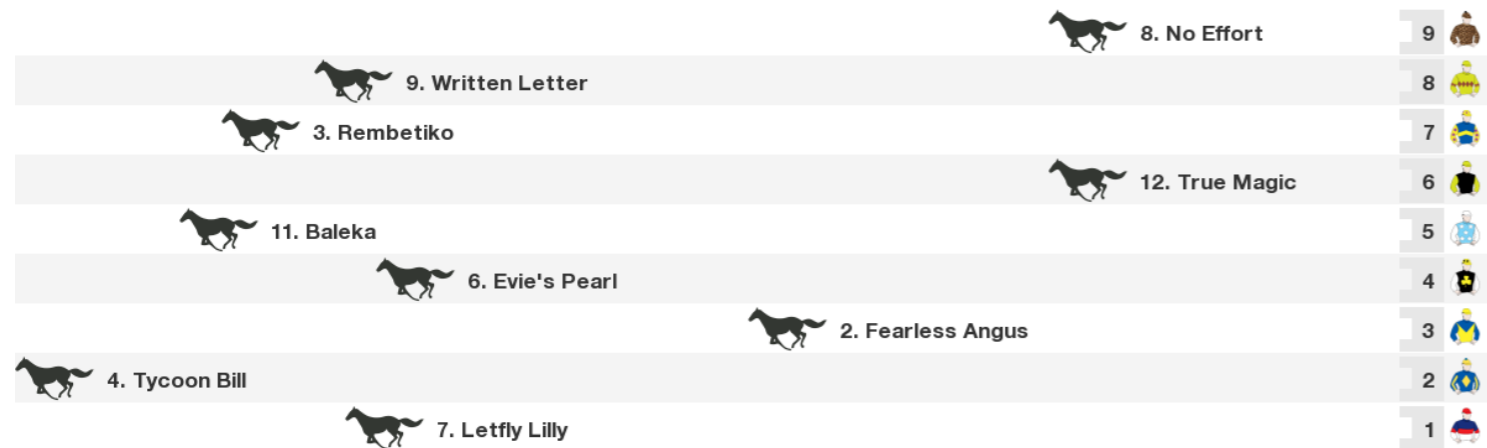 8. No Effort 9
9. Written Letter 8
3. Rembetiko 7
12. True Magic 6
11. Baleka 5
6. Evie's Pearl 4
2. Fearless Angus 3
4. Tycoon Bill 2
7. Letfly Lilly 1